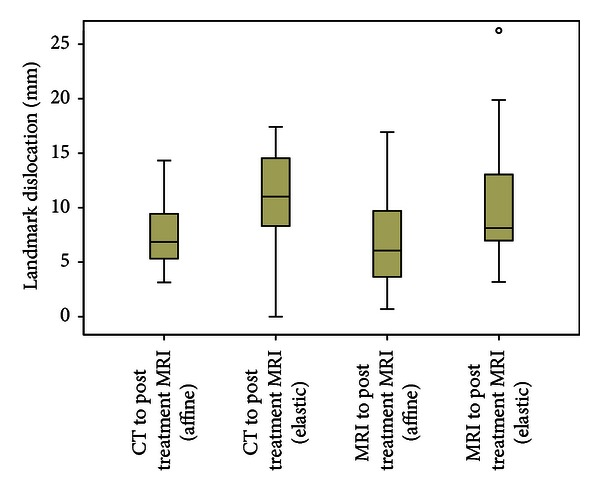 Landmark dislocation (mm)
25
20
15
10
5
0
CT to post
treatment MRI
(affine)
CT to post
treatment MRI
(elastic)
MRI to post
treatment MRI
(affine)
MRI to post
treatment MRI
(elastic)